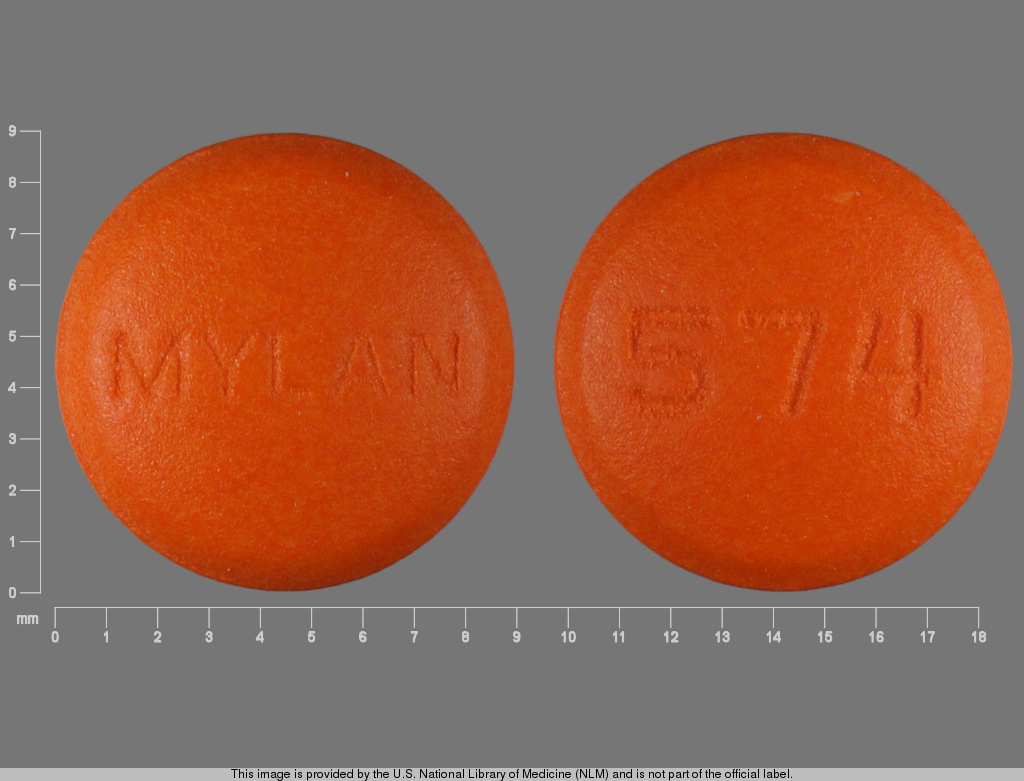 MYLAN
574
9
8
7
6
5
4
3
2
1
0
mm
0 1 2 3 4 5 6 7 8 9 10 11 12 13 14 15 16 17 18
This image is provided by the U.S. National Library of Medicine (NLM) and is not part of the official label.